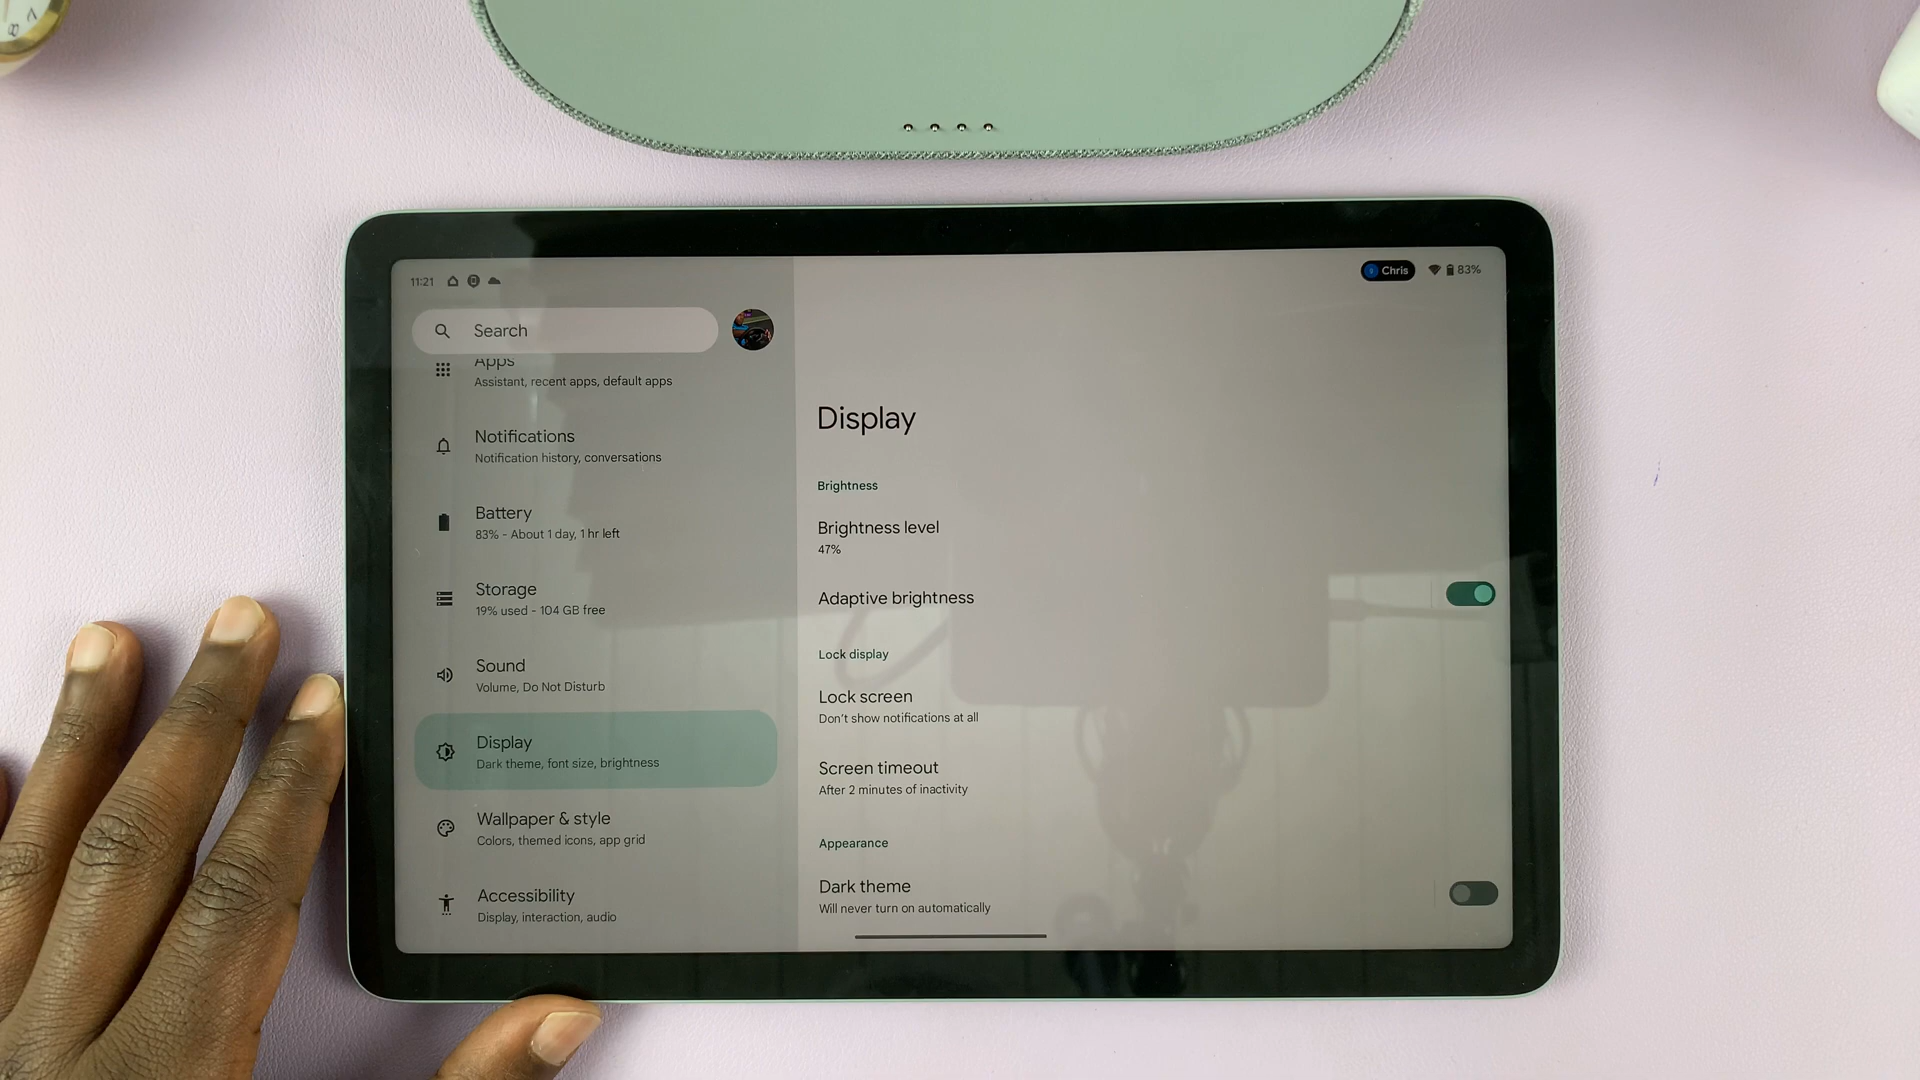 11:21
Chris
83%
Search
Apps
Assistant, recent apps, default apps
Notifications
Notification history, conversations
Battery
83% - About 1 day, 1 hr left
Storage
19% used - 104 GB free
Sound
Volume, Do Not Disturb
Display
Dark theme, font size, brightness
Wallpaper & style
Colors, themed icons, app grid
Accessibility
Display, interaction, audio
Display
Brightness
Brightness level
47%
Adaptive brightness
Lock display
Lock screen
Don't show notifications at all
Screen timeout
After 2 minutes of inactivity
Appearance
Dark theme
Will never turn on automatically